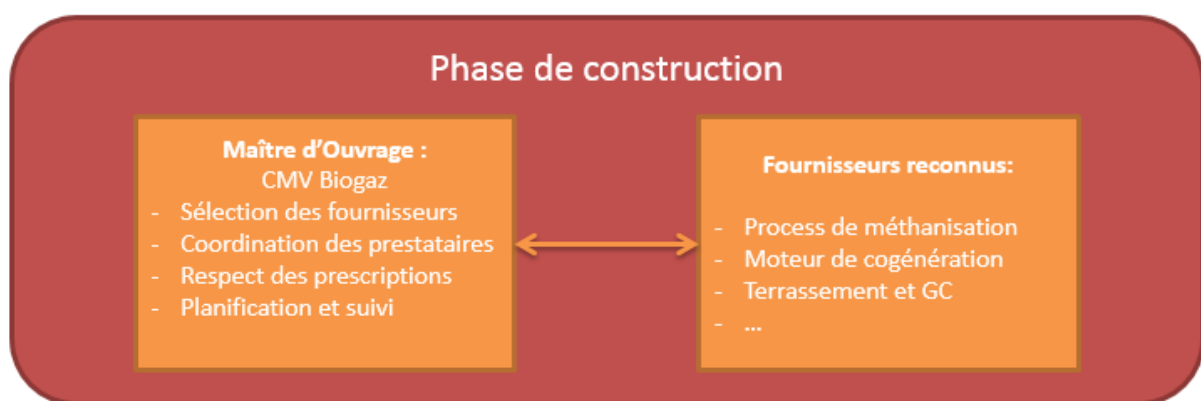 Phase de construction
Maître d'Ouvrage :
CMV Biogaz
- Sélection des fournisseurs
- Coordination des prestataires
- Respect des prescriptions
- Planification et suivi
Fournisseurs reconnus:
- Process de méthanisation
- Moteur de cogénération
- Terrassement et GC
- ...